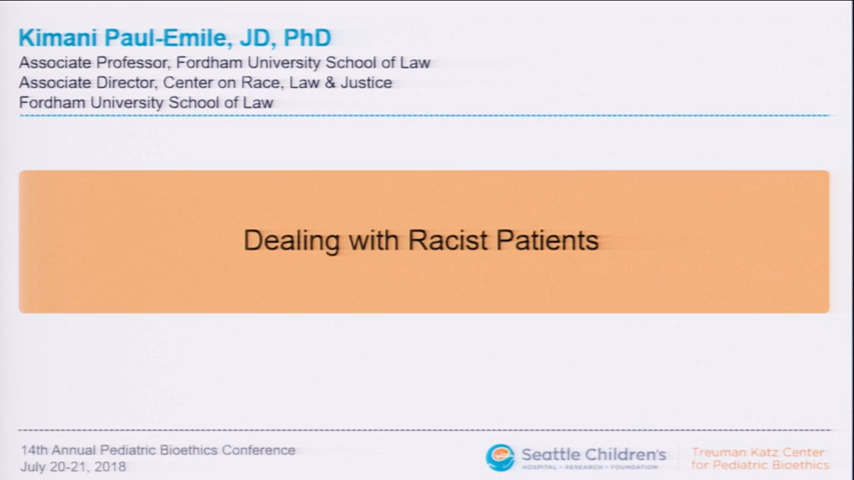 Kimani Paul-Emile, JD, PhD
Associate Professor, Fordham University School of Law
Associate Director, Center on Race, Law & Justice
Fordham University School of Law
Dealing with Racist Patients
14th Annual Pediatric Bioethics Conference
July 20-21, 2018
Seattle Children's
HOSPITAL • RESEARCH • FOUNDATION
Treuman Katz Center
for Pediatric Bioethics